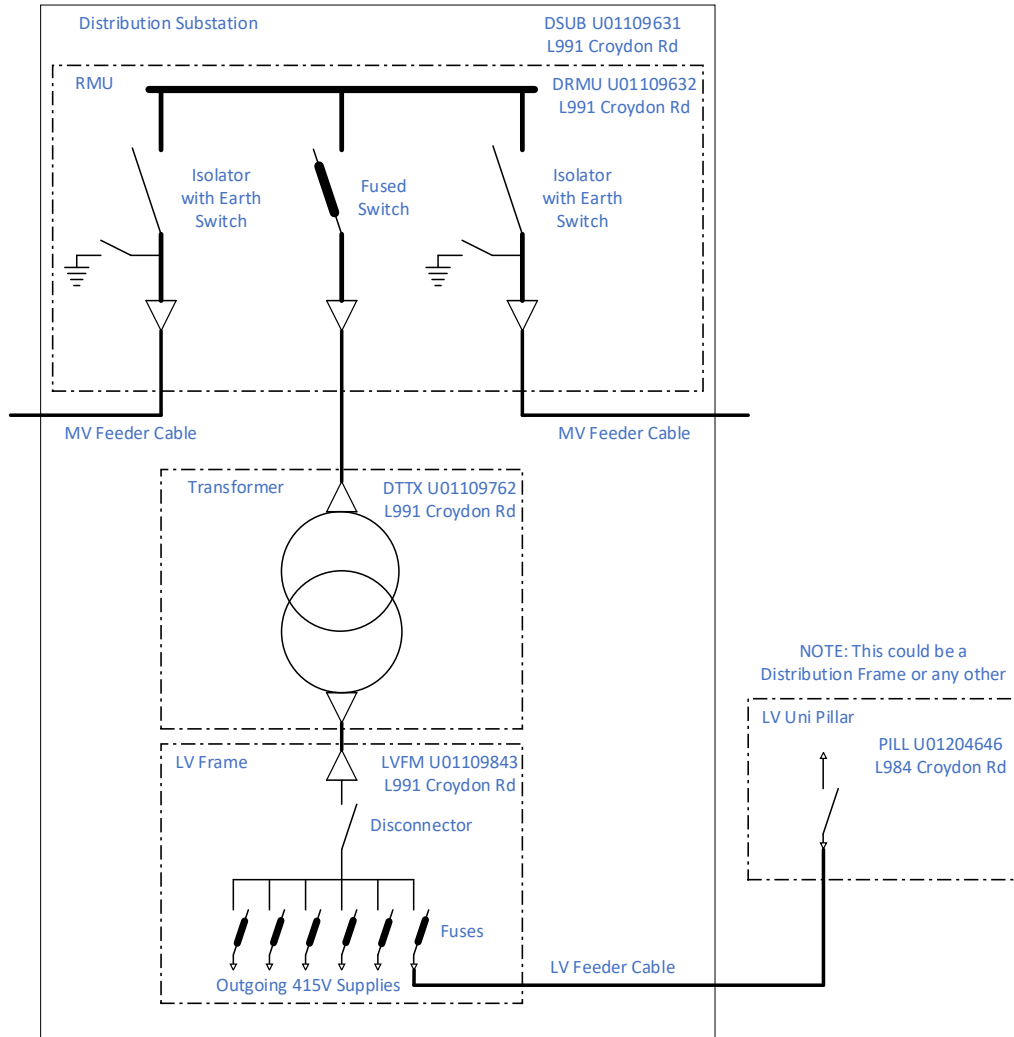 Distribution Substation
DSUB U01109631
L991 Croydon Rd
RMU
DRMU U01109632
L991 Croydon Rd
Isolator
with Earth
Switch
Fused
Switch
Isolator
with Earth
Switch
MV Feeder Cable
MV Feeder Cable
Transformer
DTTX U01109762
L991 Croydon Rd
NOTE: This could be a
Distribution Frame or any other
LV Uni Pillar
PILL U01204646
L984 Croydon Rd
LV Frame
LVFM U01109843
L991 Croydon Rd
Disconnector
Fuses
Outgoing 415V Supplies
LV Feeder Cable